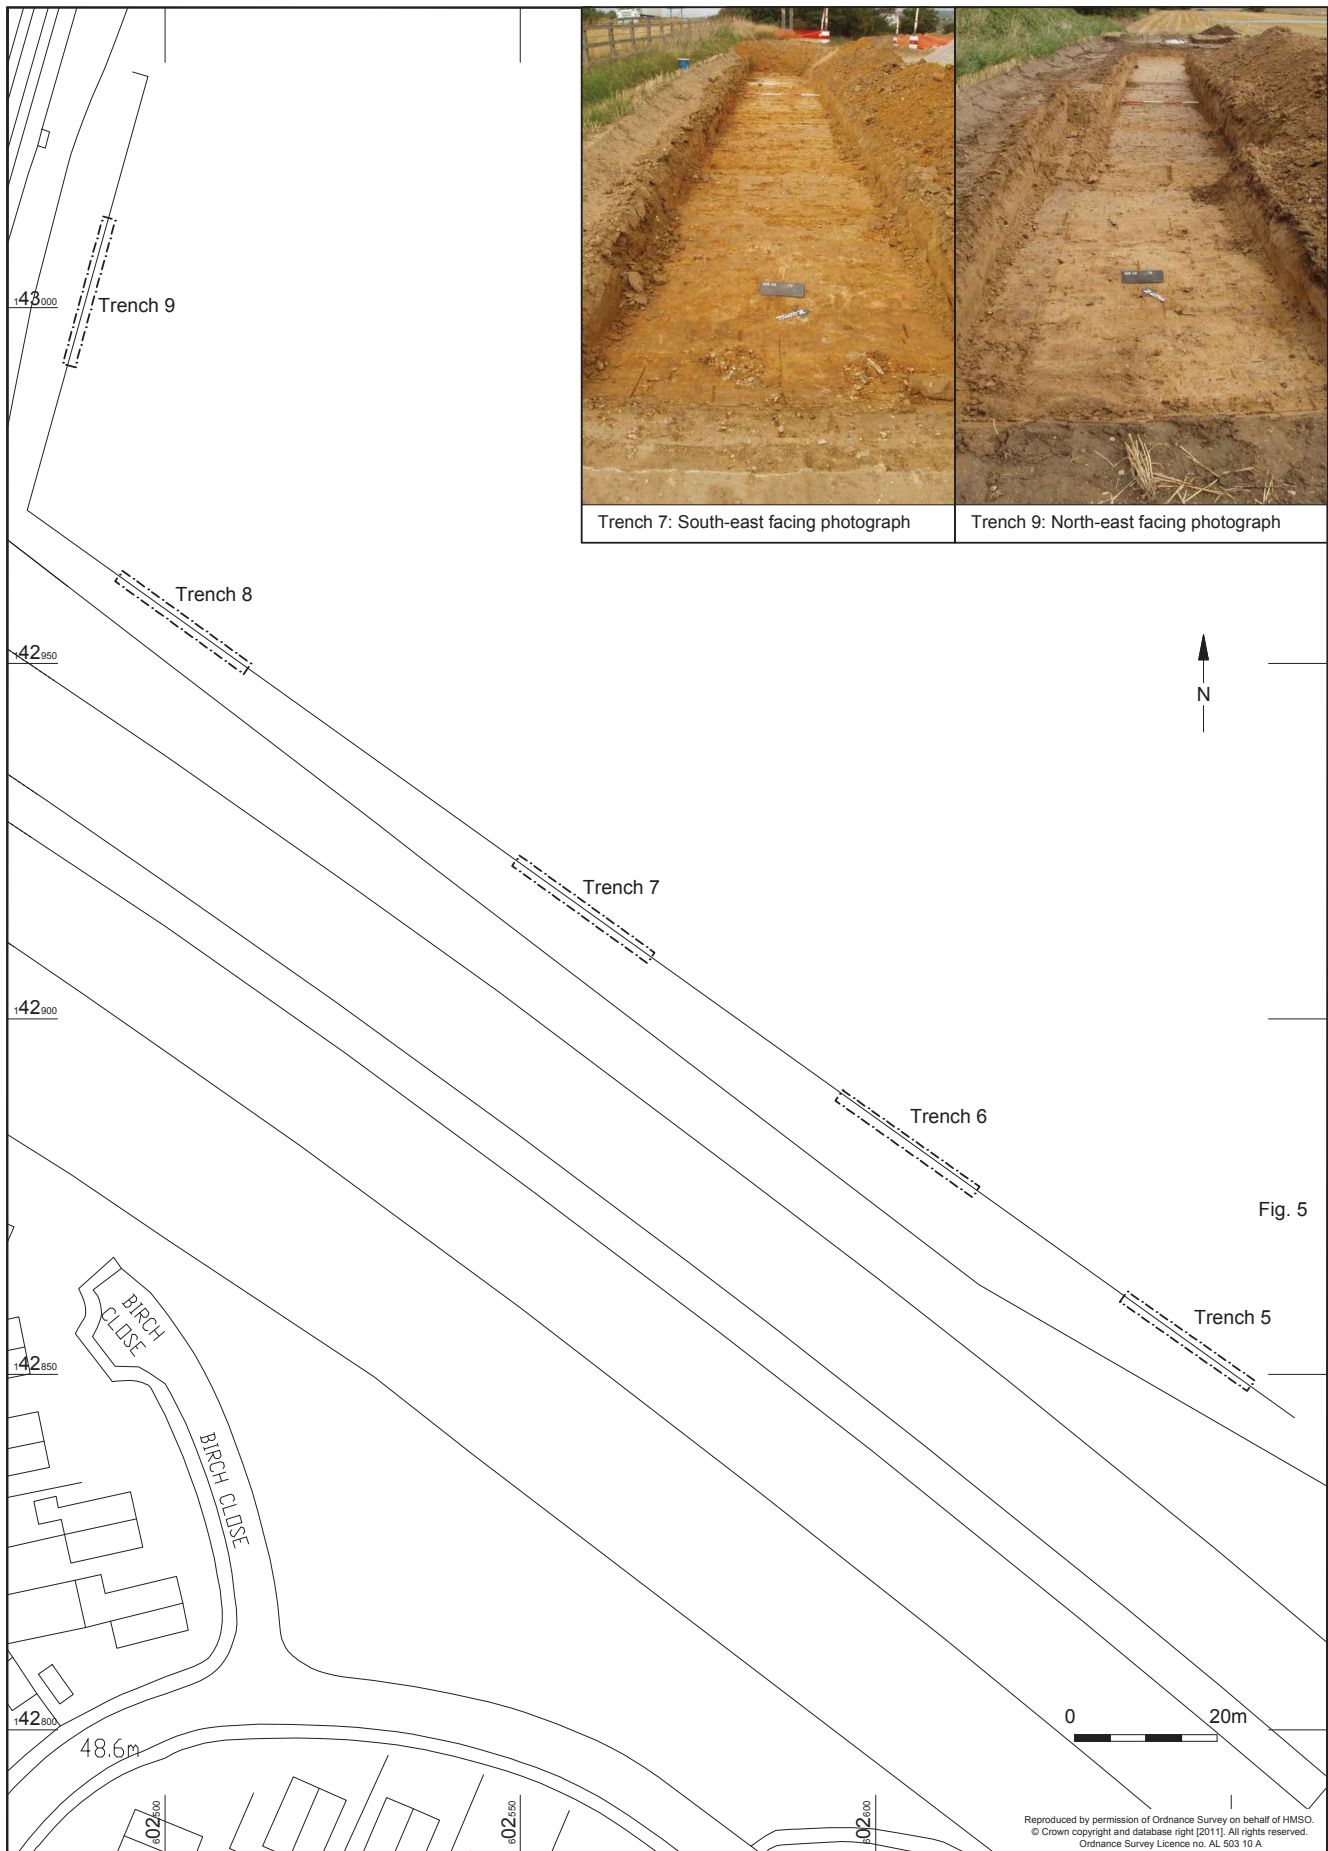 Trench 7: South-east facing photograph
Trench 9: North-east facing photograph
143000
Trench 9
Trench 8
142950
N
Trench 7
142900
Trench 6
Fig. 5
Trench 5
BIRCH
CLOSE
142850
BIRCH CLOSE
0 20m
142800
48.6m
602500
602550
602600
Reproduced by permission of Ordnance Survey on behalf of HMSO.
© Crown copyright and database right [2011]. All rights reserved.
Ordnance Survey Licence no. AL 503 10 A